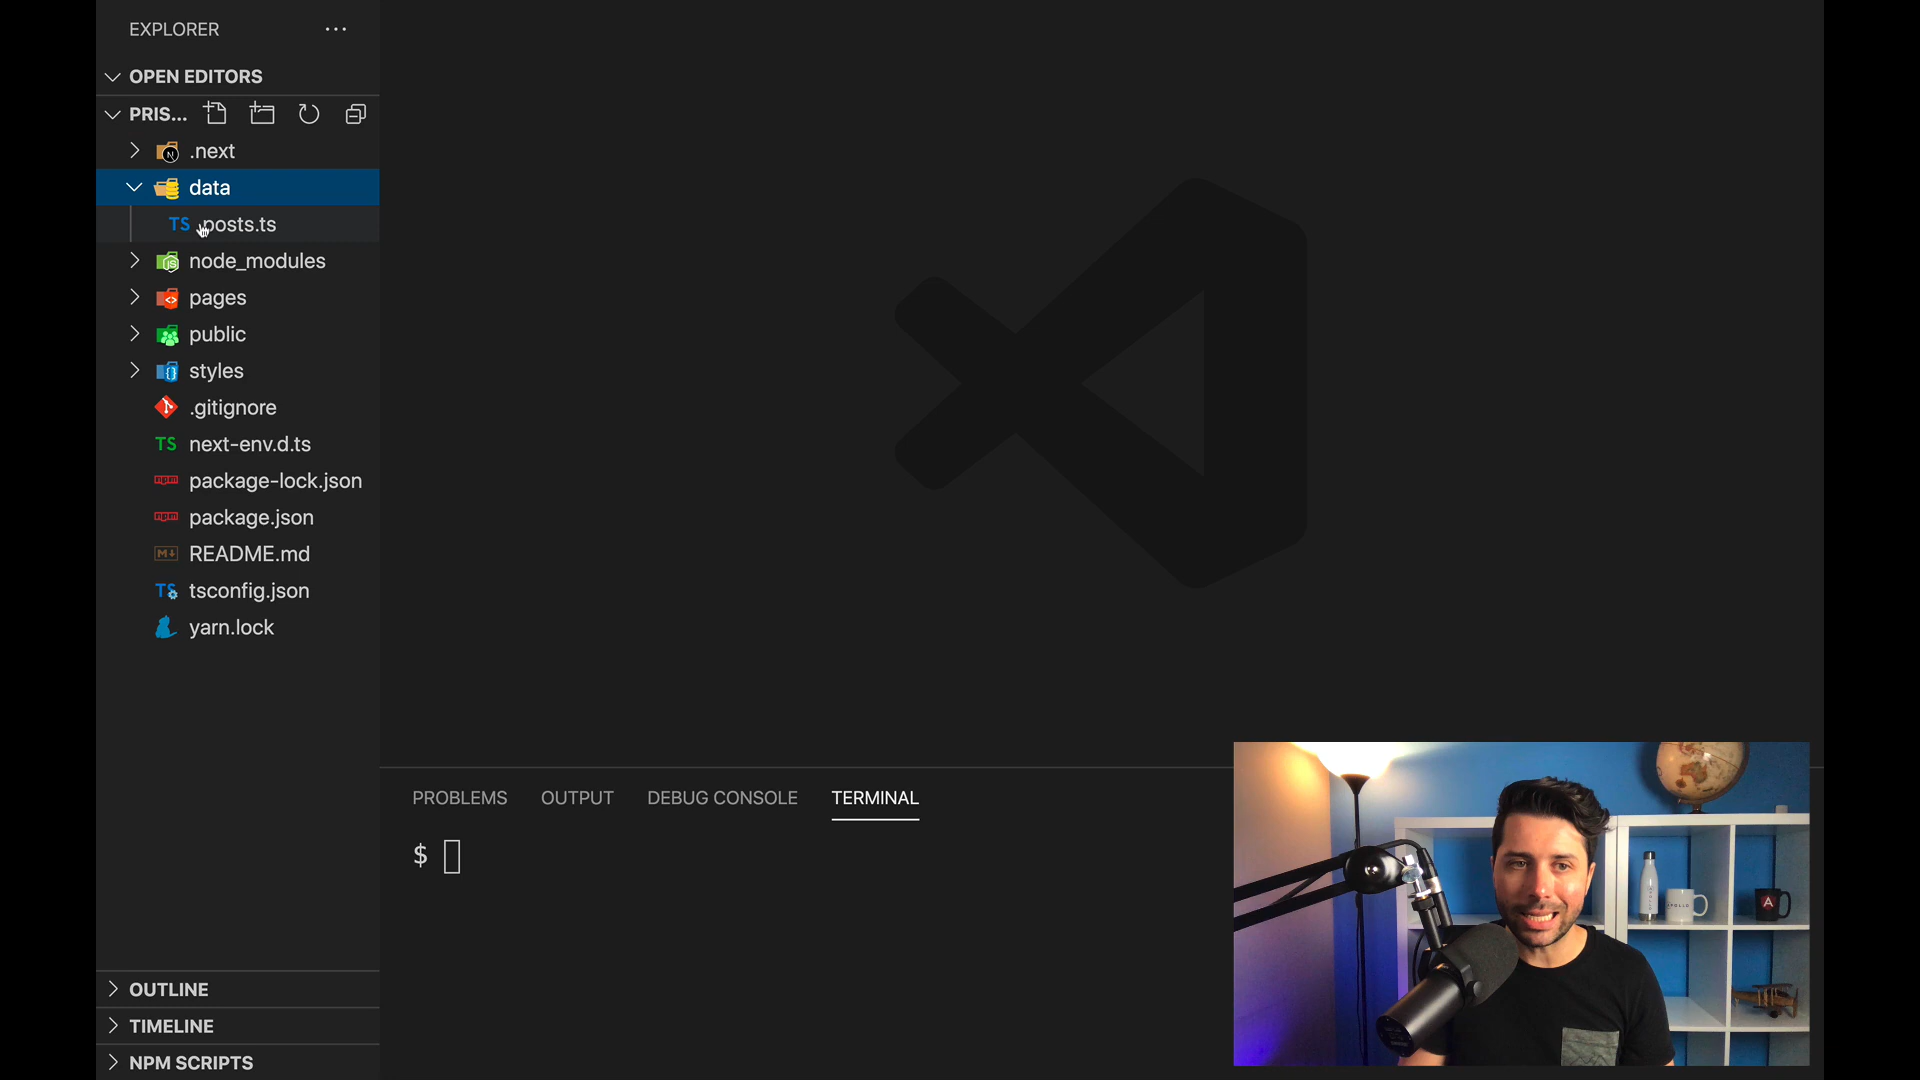 EXPLORER
OPEN EDITORS
PRIS...
.next
data
TS posts.ts
node_modules
pages
public
styles
.gitignore
TS next-env.d.ts
package-lock.json
package.json
M README.md
TS tsconfig.json
yarn.lock
OUTLINE
TIMELINE
NPM SCRIPTS
PROBLEMS OUTPUT DEBUG CONSOLE TERMINAL
$
APOLLO
A